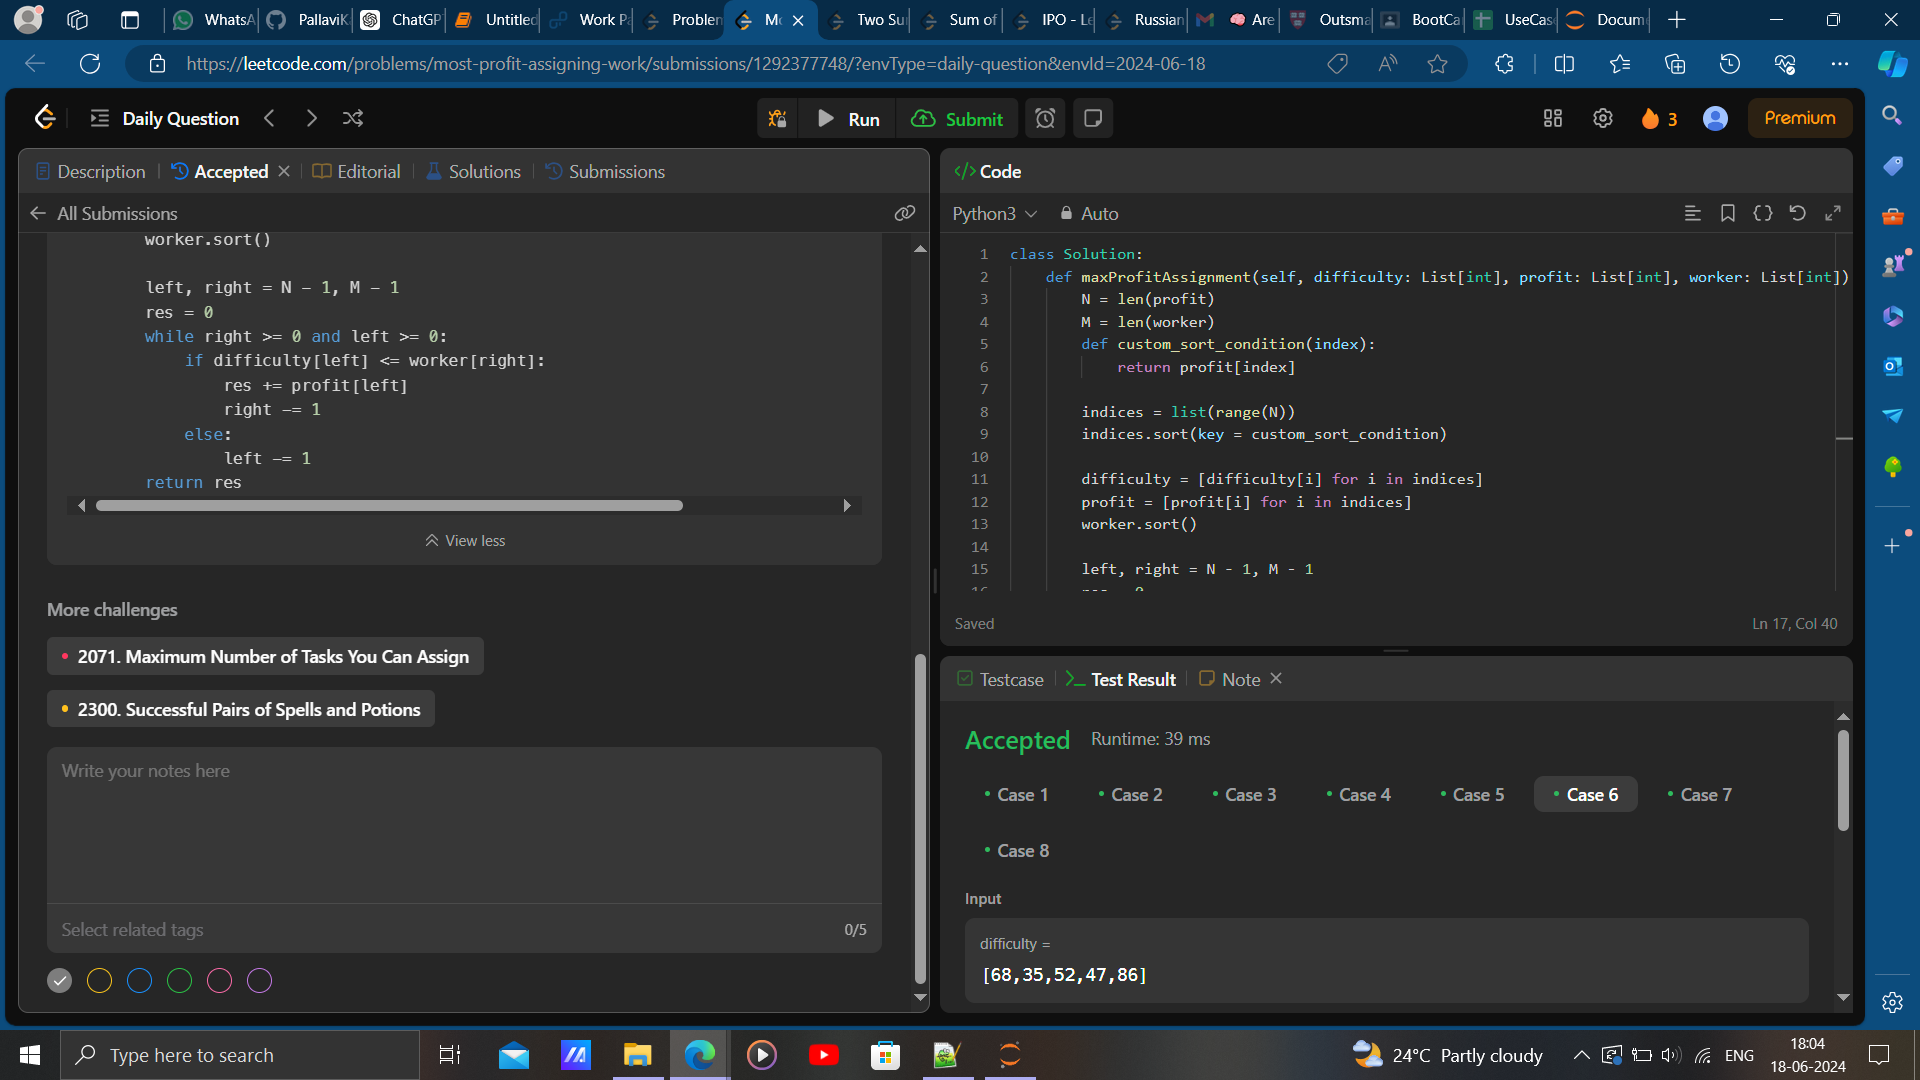 WhatsA
PallaviK
ChatGP
Untitled
Work Pa
Problem
Mo
Two Su
Sum of
IPO - Le
Russian
Are
Outsma
BootCa
UseCase
Docum
https://leetcode.com/problems/most-profit-assigning-work/submissions/1292377748/?envType=daily-question&envId=2024-06-18
Daily Question
Run
Submit
3
Premium
Description
Accepted
Editorial
Solutions
Submissions
All Submissions
worker.sort()
left, right = N - 1, M - 1
res = 0
while right >= 0 and left >= 0:
if difficulty[left] <= worker[right]:
res += profit[left]
right -= 1
else:
left -= 1
return res
View less
More challenges
2071. Maximum Number of Tasks You Can Assign
2300. Successful Pairs of Spells and Potions
Write your notes here
Select related tags
0/5
</> Code
Python3
Auto
1 class Solution:
2 def maxProfitAssignment(self, difficulty: List[int], profit: List[int], worker: List[int])
3 N = len(profit)
4 M = len(worker)
5 def custom_sort_condition(index):
6 return profit[index]
7
8 indices = list(range(N))
9 indices.sort(key = custom_sort_condition)
10
11 difficulty = [difficulty[i] for i in indices]
12 profit = [profit[i] for i in indices]
13 worker.sort()
14
15 left, right = N - 1, M - 1
Saved
Ln 17, Col 40
Testcase
Test Result
Note
Accepted
Runtime: 39 ms
Case 1
Case 2
Case 3
Case 4
Case 5
Case 6
Case 7
Case 8
Input
difficulty =
[68,35,52,47,86]
Type here to search
24°C Partly cloudy
ENG
18:04
18-06-2024